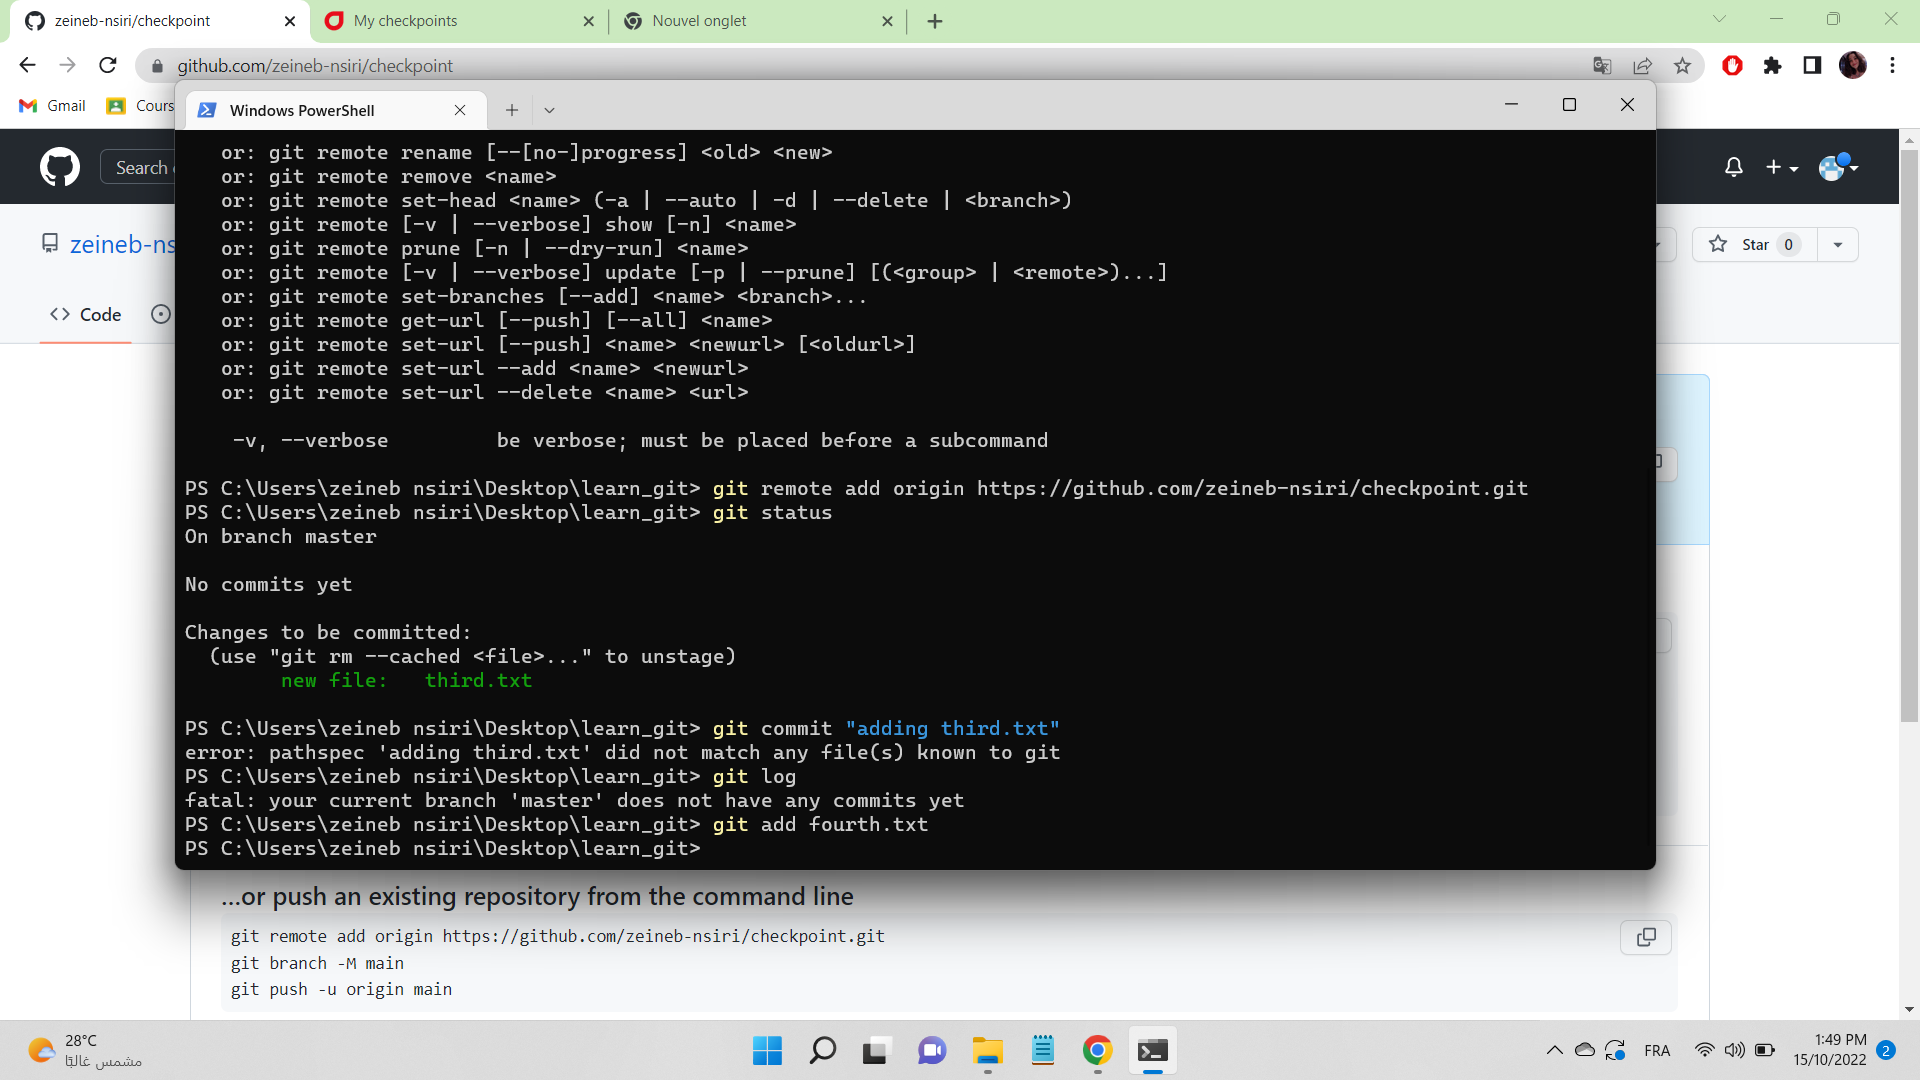 zeineb-nsiri/checkpoint
My checkpoints
Nouvel onglet
github.com/zeineb-nsiri/checkpoint
Gmail
Cours
Windows PowerShell
Search
zeineb-ns
Star 0
Code
or: git remote rename [--[no-]progress] <old> <new>
or: git remote remove <name>
or: git remote set-head <name> (-a | --auto | -d | --delete | <branch>)
or: git remote [-v | --verbose] show [-n] <name>
or: git remote prune [-n | --dry-run] <name>
or: git remote [-v | --verbose] update [-p | --prune] [(<group> | <remote>)...]
or: git remote set-branches [--add] <name> <branch>...
or: git remote get-url [--push] [--all] <name>
or: git remote set-url [--push] <name> <newurl> [<oldurl>]
or: git remote set-url --add <name> <newurl>
or: git remote set-url --delete <name> <url>
-v, --verbose be verbose; must be placed before a subcommand
PS C:\Users\zeineb nsiri\Desktop\learn_git> git remote add origin https://github.com/zeineb-nsiri/checkpoint.git
PS C:\Users\zeineb nsiri\Desktop\learn_git> git status
On branch master
No commits yet
Changes to be committed:
(use "git rm --cached <file>..." to unstage)
new file: third.txt
PS C:\Users\zeineb nsiri\Desktop\learn_git> git commit "adding third.txt"
error: pathspec 'adding third.txt' did not match any file(s) known to git
PS C:\Users\zeineb nsiri\Desktop\learn_git> git log
fatal: your current branch 'master' does not have any commits yet
PS C:\Users\zeineb nsiri\Desktop\learn_git> git add fourth.txt
PS C:\Users\zeineb nsiri\Desktop\learn_git>
…or push an existing repository from the command line
git remote add origin https://github.com/zeineb-nsiri/checkpoint.git
git branch -M main
git push -u origin main
28°C
مشمس غالبًا
FRA
1:49 PM
15/10/2022
2